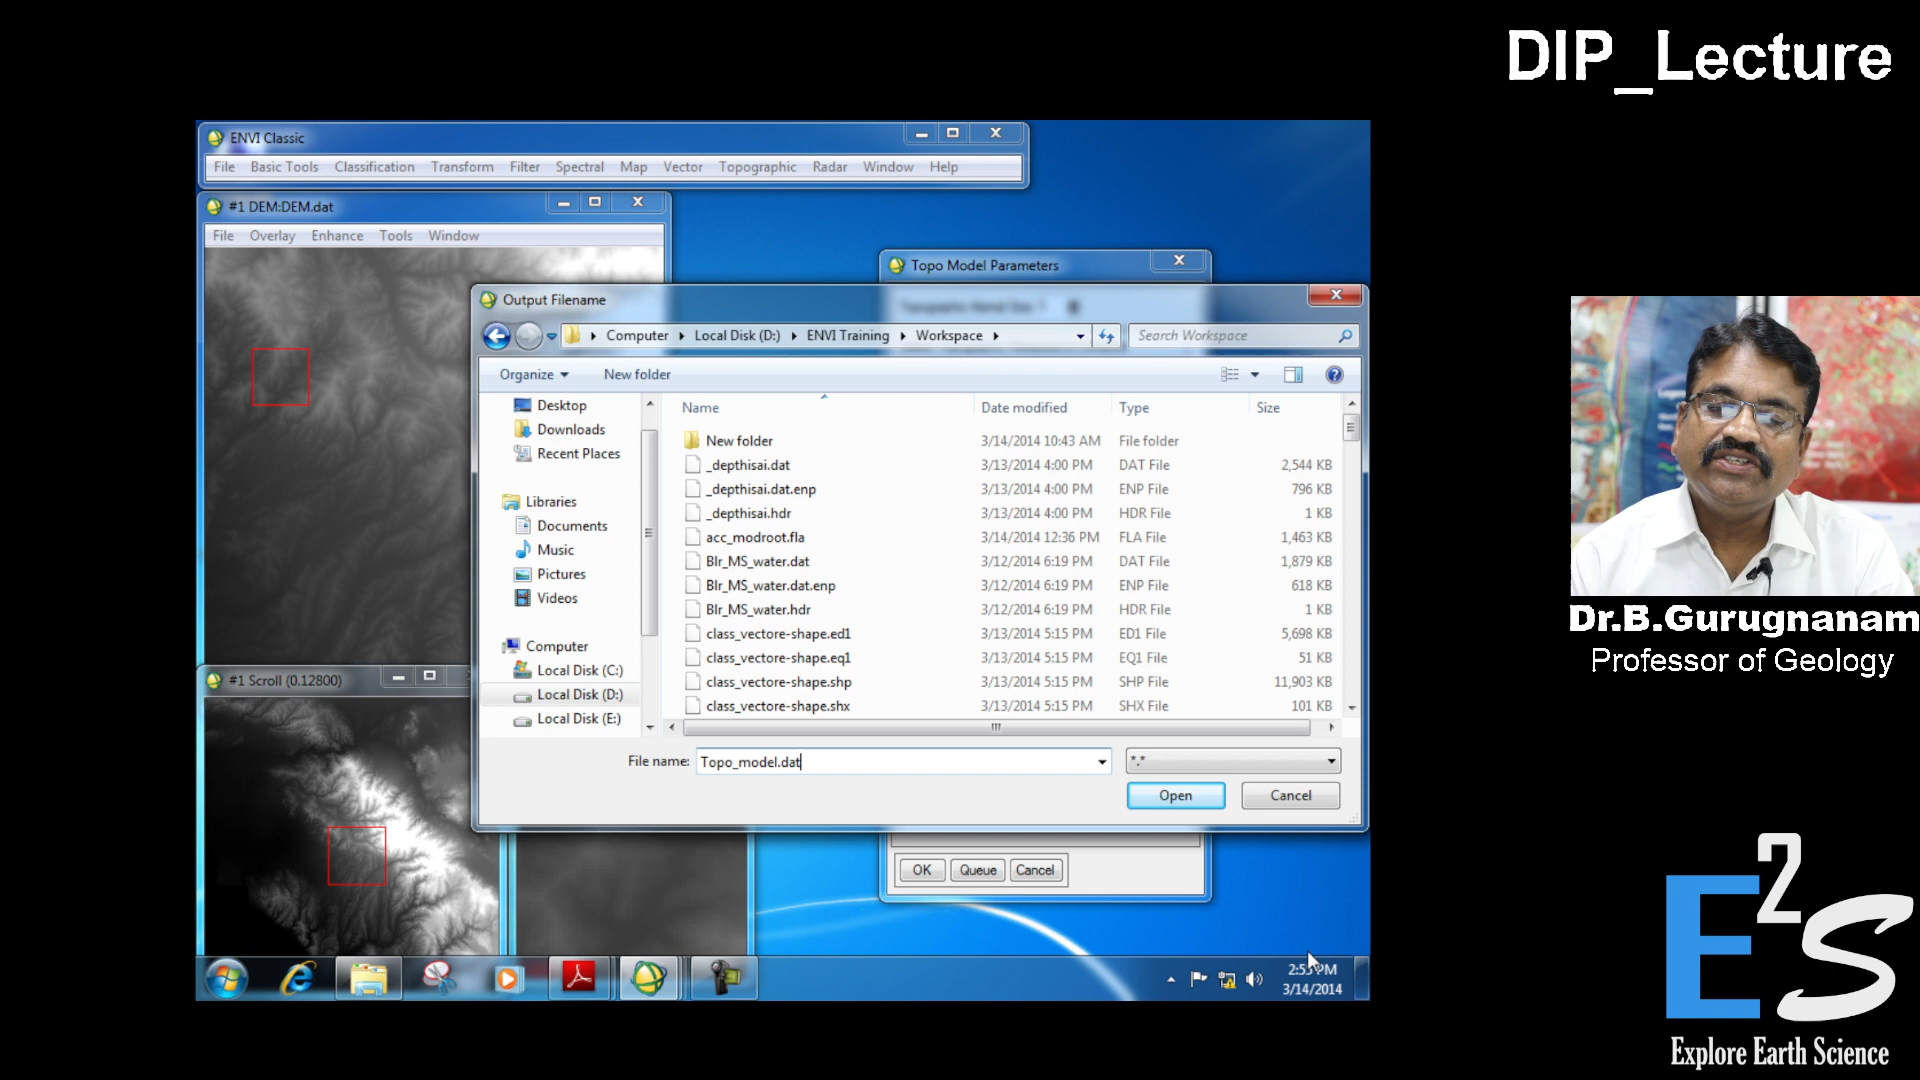 DIP_Lecture
ENVI Classic
File Basic Tools Classification Transform Filter Spectral Map Vector Topographic Radar Window Help
#1 DEM:DEM.dat
File Overlay Enhance Tools Window
Topo Model Parameters
Output Filename
Computer Local Disk (D:) ENVI Training Workspace
Search Workspace
Organize New folder
Desktop
Downloads
Recent Places
Libraries
Documents
Music
Pictures
Videos
Computer
Local Disk (C:)
Local Disk (D:)
Local Disk (E:)
Name Date modified Type Size
New folder 3/14/2014 10:43 AM File folder
_depthisai.dat 3/13/2014 4:00 PM DAT File 2,544 KB
_depthisai.dat.enp 3/13/2014 4:00 PM ENP File 796 KB
_depthisai.hdr 3/13/2014 4:00 PM HDR File 1 KB
acc_modroot.fla 3/14/2014 12:36 PM FLA File 1,463 KB
Blr_MS_water.dat 3/12/2014 6:19 PM DAT File 1,879 KB
Blr_MS_water.dat.enp 3/12/2014 6:19 PM ENP File 618 KB
Blr_MS_water.hdr 3/12/2014 6:19 PM HDR File 1 KB
class_vectore-shape.ed1 3/13/2014 5:15 PM ED1 File 5,698 KB
class_vectore-shape.eq1 3/13/2014 5:15 PM EQ1 File 51 KB
class_vectore-shape.shp 3/13/2014 5:15 PM SHP File 11,903 KB
class_vectore-shape.shx 3/13/2014 5:15 PM SHX File 101 KB
File name: Topo_model.dat *.*
Open Cancel
#1 Scroll (0.12800)
OK Queue Cancel
2:53 PM
3/14/2014
Dr.B.Gurugnanam
Professor of Geology
E2S
Explore Earth Science